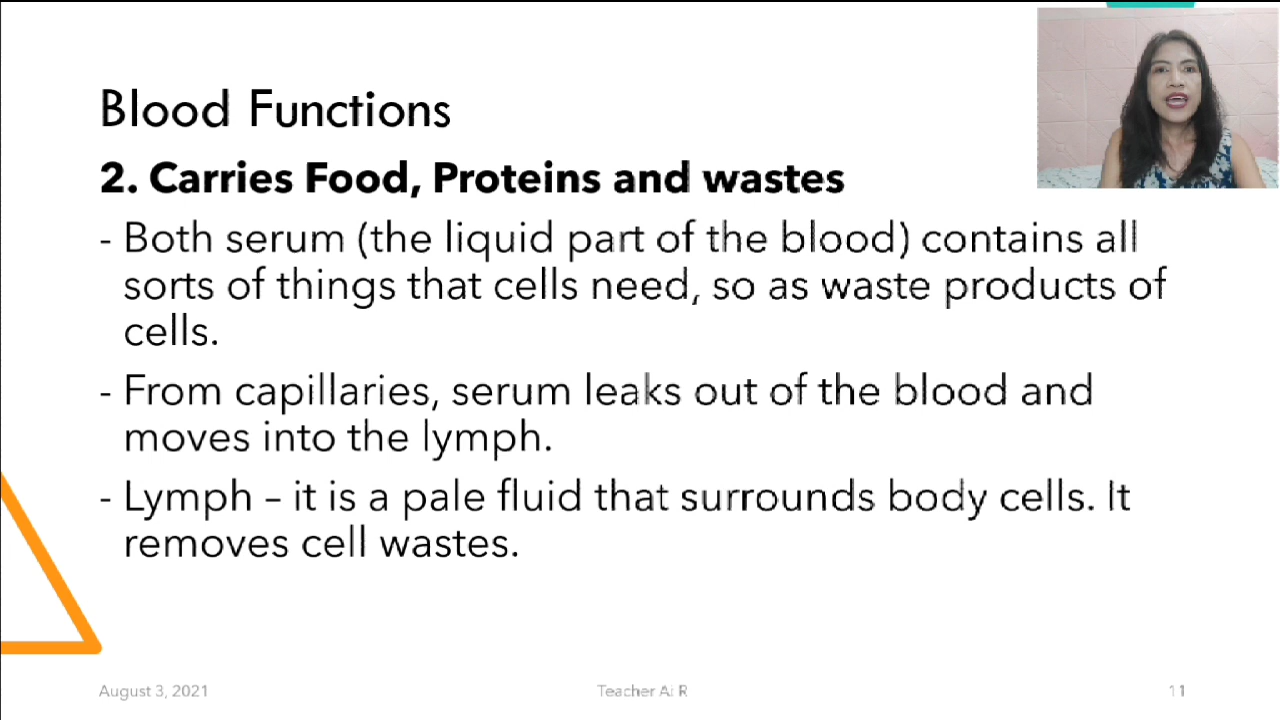 Blood Functions
2. Carries Food, Proteins and wastes
- Both serum (the liquid part of the blood) contains all
sorts of things that cells need, so as waste products of
cells.
- From capillaries, serum leaks out of the blood and
moves into the lymph.
- Lymph – it is a pale fluid that surrounds body cells. It
removes cell wastes.
August 3, 2021
Teacher Ai R
11